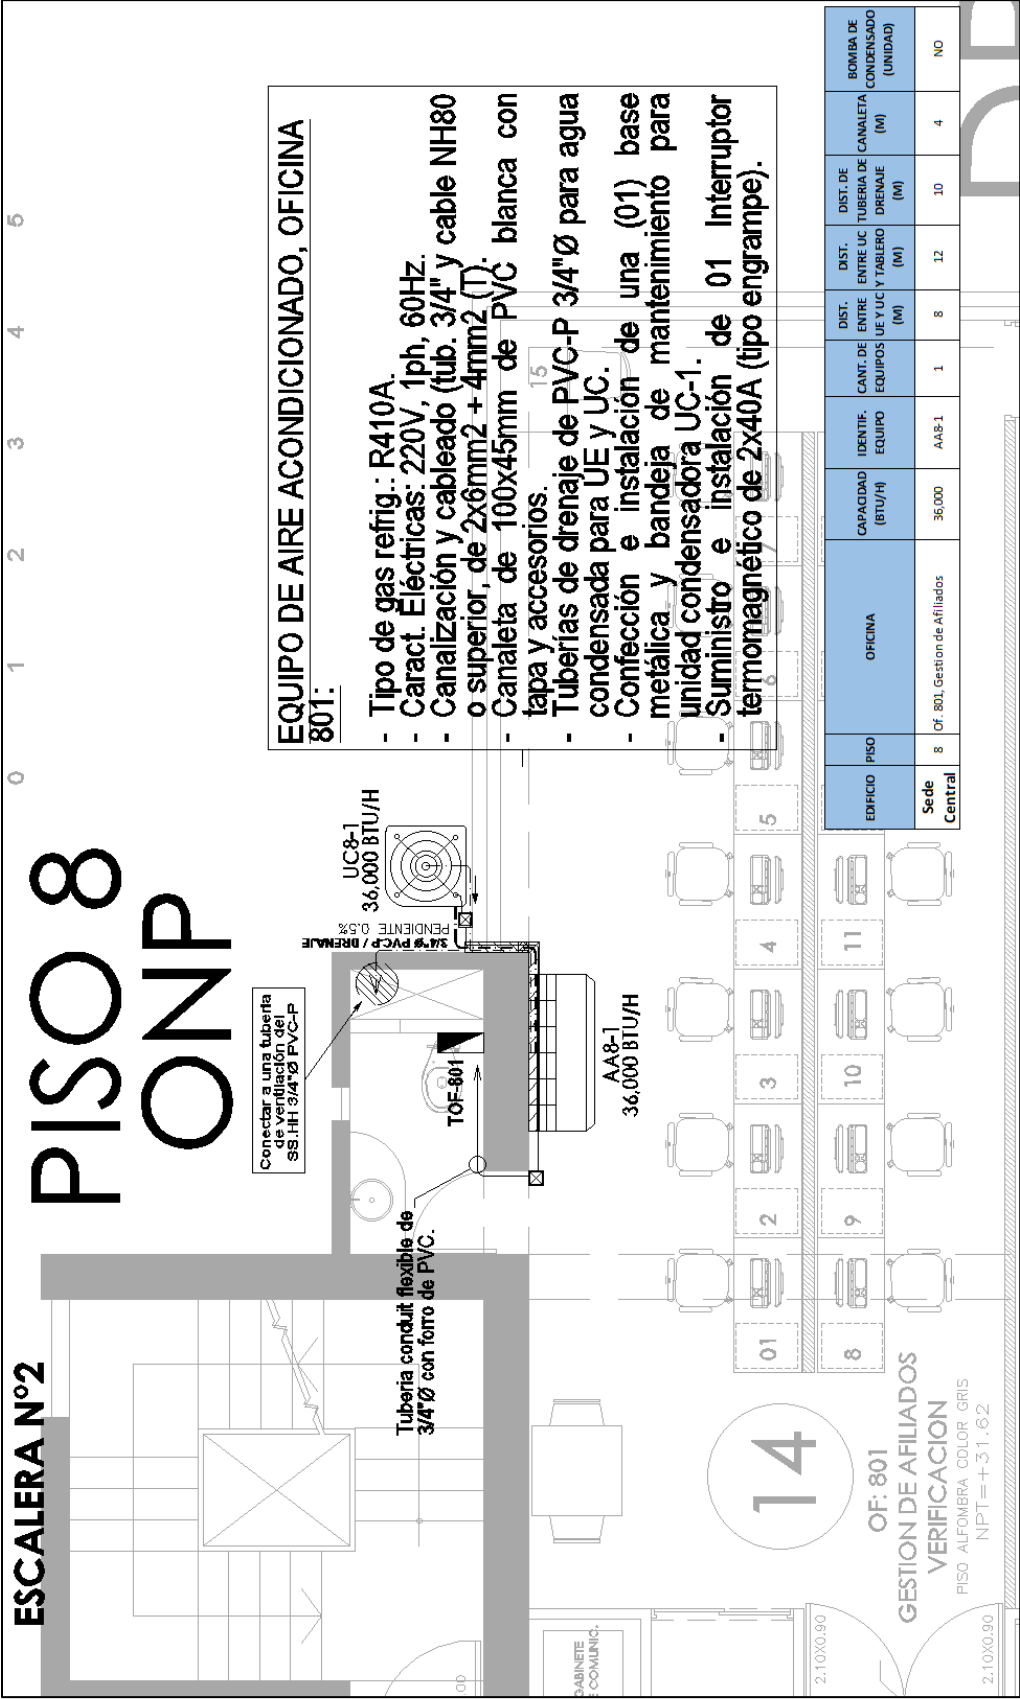 ESCALERA N°2
PISO 8
ONP
0 1 2 3 4 5
Conectar a una tuberia
de ventilación del
SS.HH 3/4"Ø PVC-P
3/4"Ø PVC-P / DRENAJE
PENDIENTE 0.5%
UC8-1
36,000 BTU/H
TOF-801
AA8-1
36,000 BTU/H
Tuberia conduit flexible de
3/4"Ø con forro de PVC.
EQUIPO DE AIRE ACONDICIONADO, OFICINA
801:
- Tipo de gas refrig.: R410A.
- Caract. Eléctricas: 220V, 1ph, 60Hz.
- Canalización y cableado (tub. 3/4" y cable NH80
o superior, de 2x6mm2 + 4mm2 (T).
- Canaleta de 100x45mm de PVC blanca con
tapa y accesorios.
- Tuberías de drenaje de PVC-P 3/4"Ø para agua
condensada para UE y UC.
- Confección e instalación de una (01) base
metálica y bandeja de mantenimiento para
unidad condensadora UC-1.
- Suministro e instalación de 01 Interruptor
termomagnético de 2x40A (tipo engrampe).
15
01 2 3 4 5 6 7
8 9 10 11
14
OF: 801
GESTION DE AFILIADOS
VERIFICACION
PISO ALFOMBRA COLOR GRIS
NPT=+31.62
GABINETE
E COMUNIC.
2.10X0.90
2.10X0.90
.00
EDIFICIO PISO OFICINA CAPACIDAD (BTU/H) IDENTIF. EQUIPO CANT. DE EQUIPOS DIST. ENTRE UE Y UC (M) DIST. ENTRE UC Y TABLERO (M) DIST. DE TUBERIA DE DRENAJE (M) CANALETA (M) BOMBA DE CONDENSADO (UNIDAD)
Sede Central 8 Of. 801, Gestion de Afiliados 36,000 AA8-1 1 8 12 10 4 NO